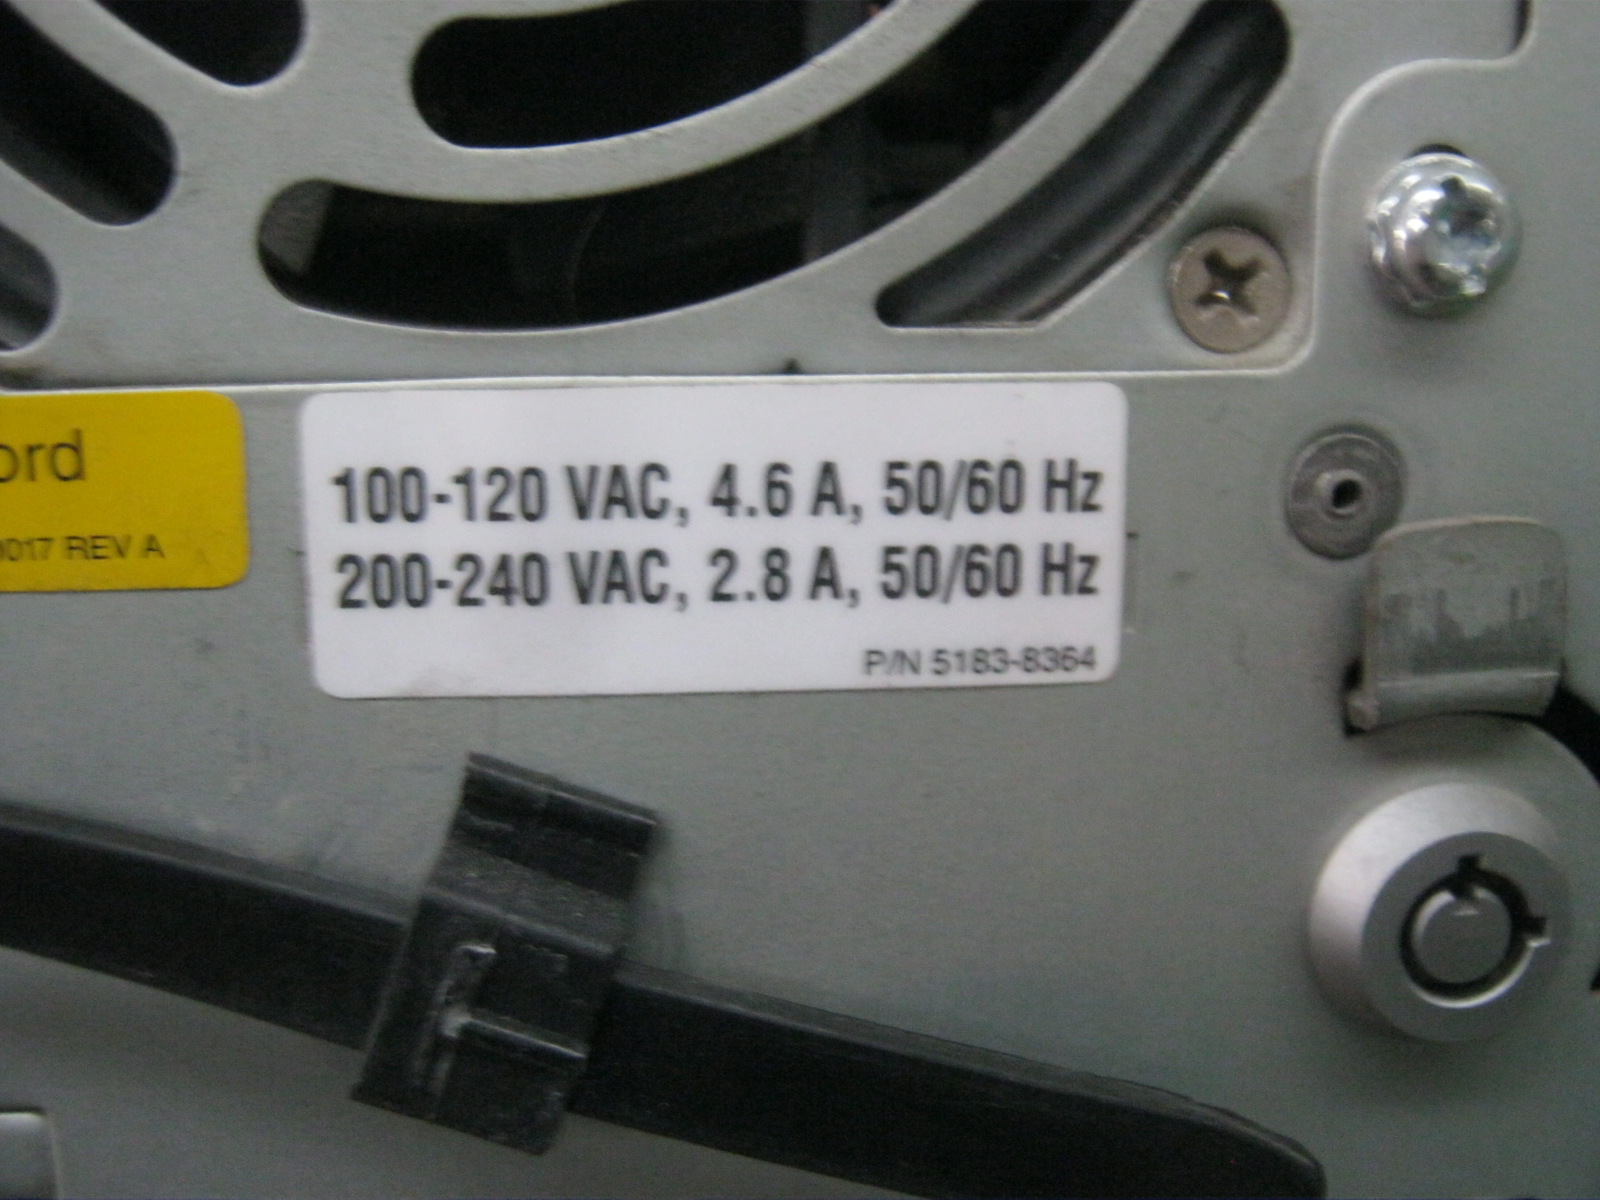 ord
0017 REV A
100-120 VAC, 4.6 A, 50/60 Hz
200-240 VAC, 2.8 A, 50/60 Hz
P/N 5183-8364